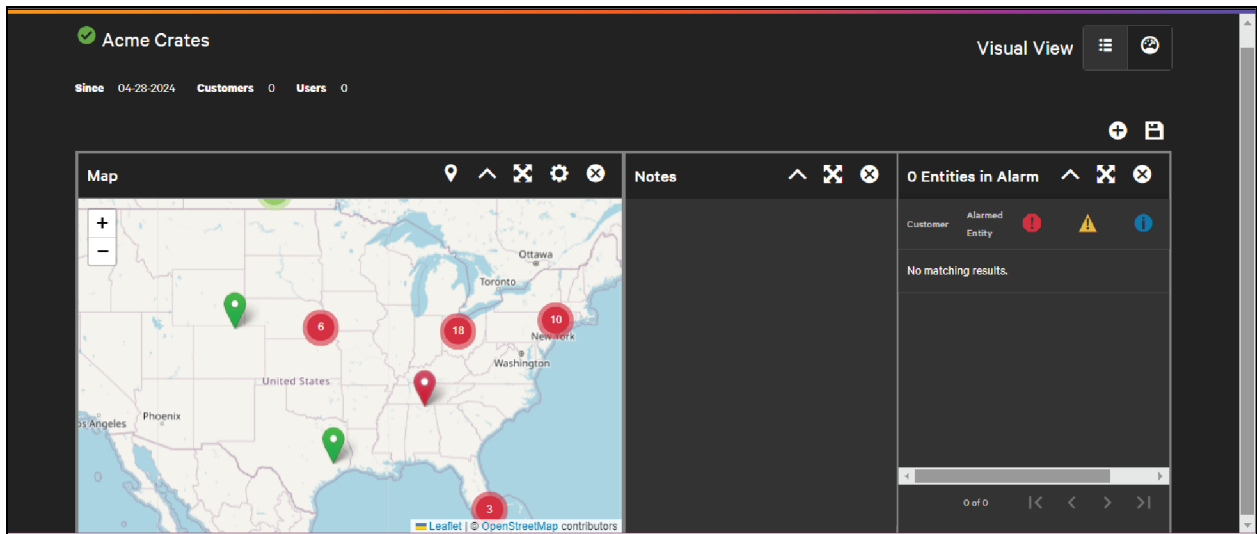 Acme Crates
Visual View
Since 04-28-2024 Customers 0 Users 0
Map
Notes
0 Entities in Alarm
+
−
Ottawa
Toronto
6
18
10
New York
Washington
United States
Phoenix
os Angeles
3
Leaflet | © OpenStreetMap contributors
Customer
Alarmed
Entity
No matching results.
0 of 0